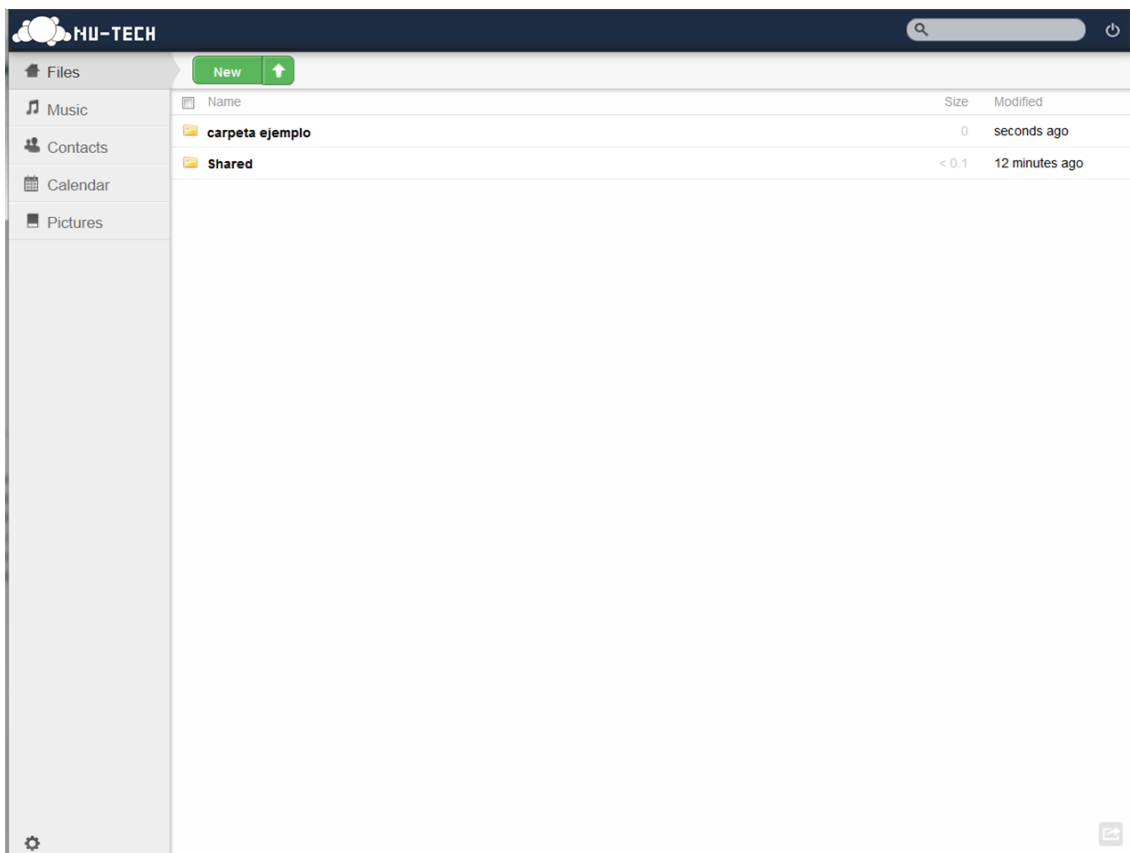 NU-TECH
Files
New
Music
Name Size Modified
carpeta ejemplo 0 seconds ago
Contacts
Shared < 0.1 12 minutes ago
Calendar
Pictures